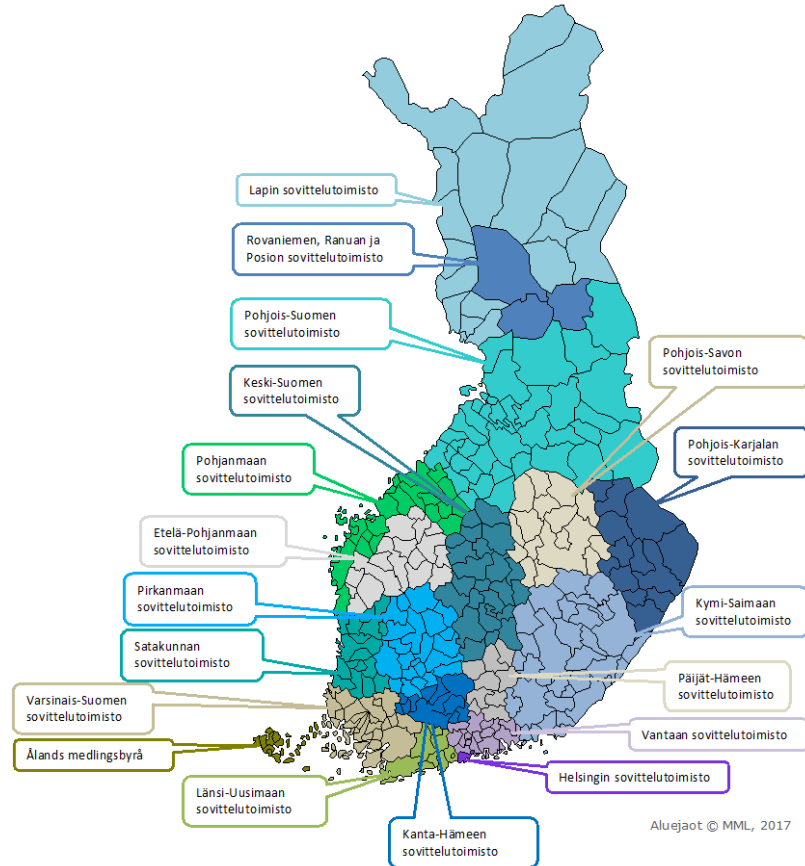 Lapin sovittelutoimisto
Rovaniemen, Ranuan ja
Posion sovittelutoimisto
Pohjois-Suomen
sovittelutoimisto
Pohjois-Savon
sovittelutoimisto
Keski-Suomen
sovittelutoimisto
Pohjois-Karjalan
sovittelutoimisto
Pohjanmaan
sovittelutoimisto
Etelä-Pohjanmaan
sovittelutoimisto
Pirkanmaan
sovittelutoimisto
Kymi-Saimaan
sovittelutoimisto
Satakunnan
sovittelutoimisto
Päijät-Hämeen
sovittelutoimisto
Varsinais-Suomen
sovittelutoimisto
Vantaan sovittelutoimisto
Ålands medlingsbyrå
Helsingin sovittelutoimisto
Länsi-Uusimaan
sovittelutoimisto
Kanta-Hämeen
sovittelutoimisto
Aluejaot © MML, 2017